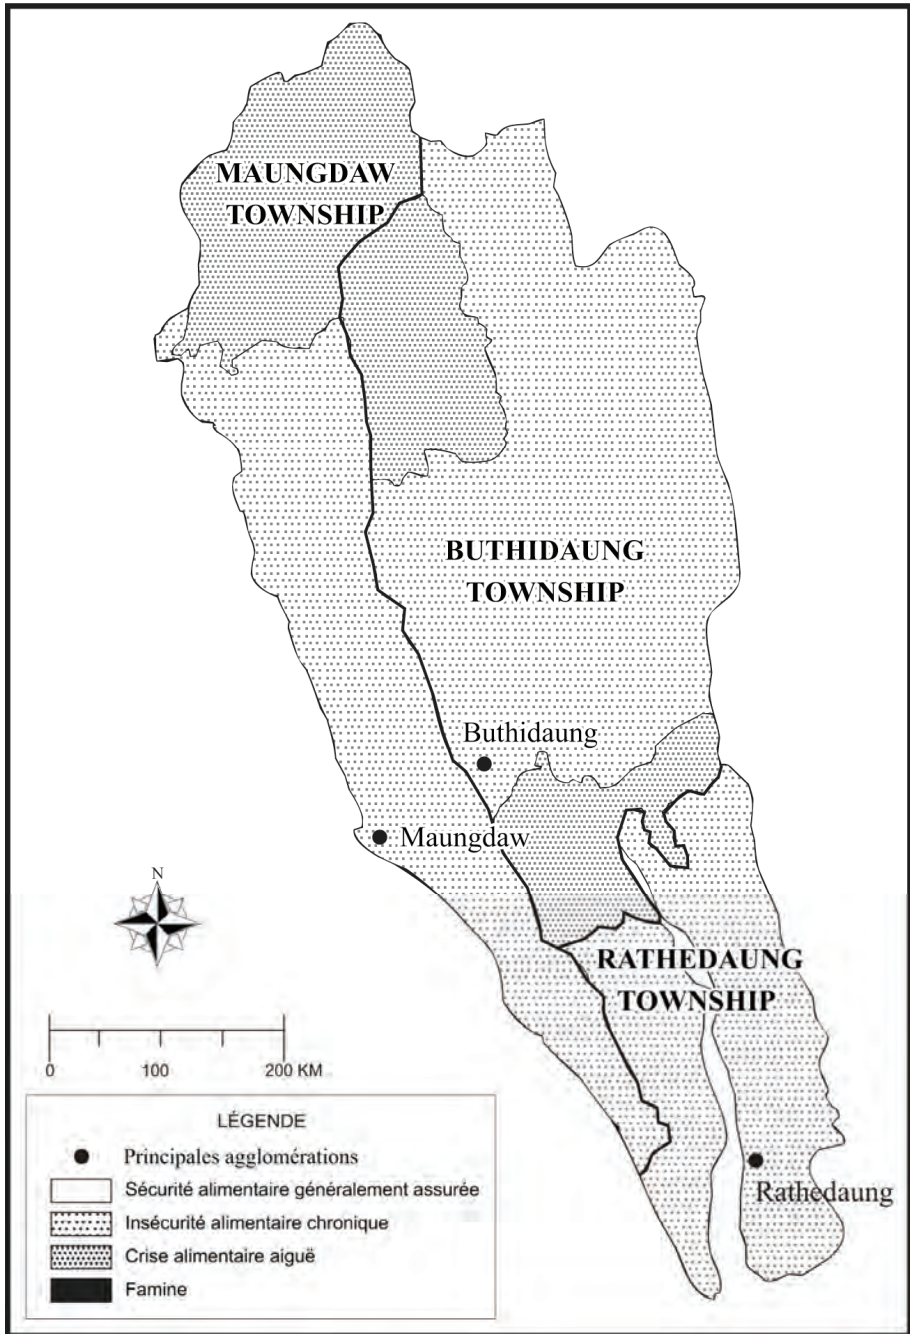 MAUNGDAW
TOWNSHIP
BUTHIDAUNG
TOWNSHIP
Buthidaung
Maungdaw
N
RATHEDAUNG
TOWNSHIP
0 100 200 KM
Rathedaung
LÉGENDE
Principales agglomérations
Sécurité alimentaire généralement assurée
Insécurité alimentaire chronique
Crise alimentaire aiguë
Famine